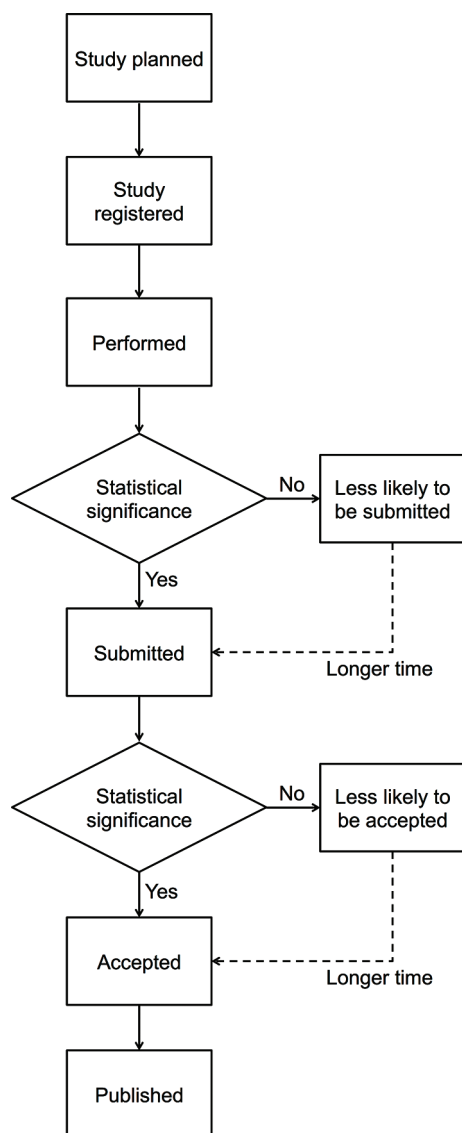 Study planned
Study
registered
Performed
Statistical
significance
No
Less likely to
be submitted
Yes
Submitted
Longer time
Statistical
significance
No
Less likely to
be accepted
Yes
Accepted
Longer time
Published